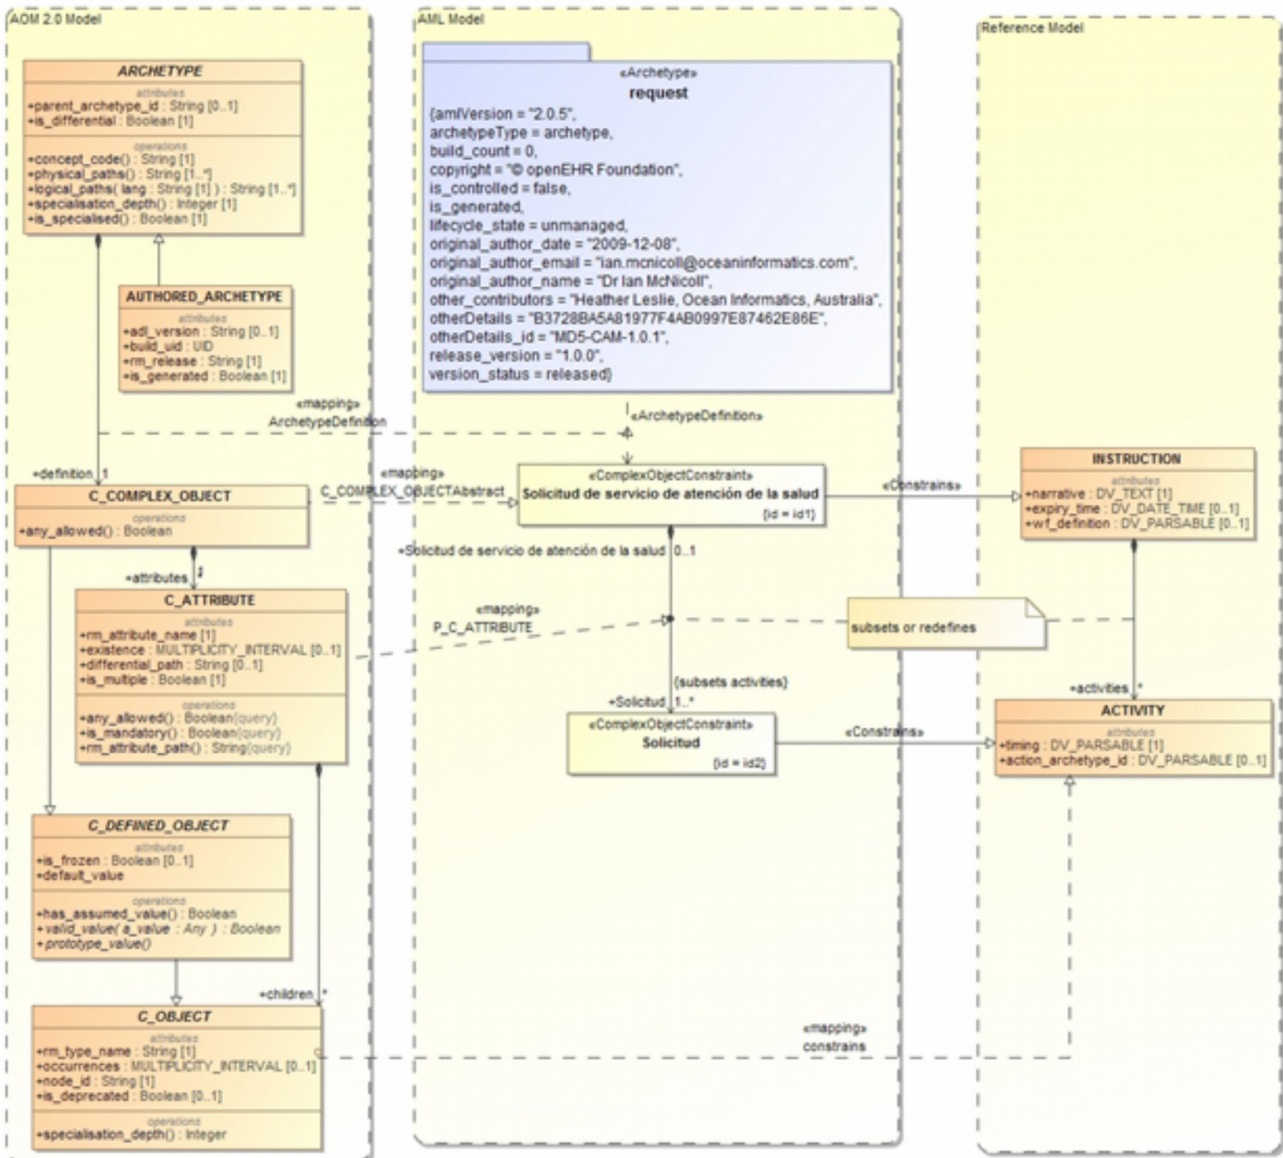 AOM 2.0 Model
ARCHETYPE
attributes
+parent_archetype_id : String [0..1]
+is_differential : Boolean [1]
operations
+concept_code() : String [1]
+physical_paths() : String [1..*]
+logical_paths( lang : String [1] ) : String [1..*]
+specialisation_depth() : Integer [1]
+is_specialised() : Boolean [1]
AUTHORED_ARCHETYPE
attributes
+adl_version : String [0..1]
+build_uid : UID
+rm_release : String [1]
+is_generated : Boolean [1]
«mapping»
ArchetypeDefinition
+definition 1
C_COMPLEX_OBJECT
operations
+any_allowed() : Boolean
«mapping»
C_COMPLEX_OBJECTAbstract
+attributes
C_ATTRIBUTE
attributes
+rm_attribute_name [1]
+existence : MULTIPLICITY_INTERVAL [0..1]
+differential_path : String [0..1]
+is_multiple : Boolean [1]
operations
+any_allowed() : Boolean{query}
+is_mandatory() : Boolean{query}
+rm_attribute_path() : String{query}
«mapping»
P_C_ATTRIBUTE
C_DEFINED_OBJECT
attributes
+is_frozen : Boolean [0..1]
+default_value
operations
+has_assumed_value() : Boolean
+valid_value( a_value : Any ) : Boolean
+prototype_value()
+children *
C_OBJECT
attributes
+rm_type_name : String [1]
+occurrences : MULTIPLICITY_INTERVAL [0..1]
+node_id : String [1]
+is_deprecated : Boolean [0..1]
operations
+specialisation_depth() : Integer
AML Model
«Archetype»
request
{amlVersion = "2.0.5",
archetypeType = archetype,
build_count = 0,
copyright = "© openEHR Foundation",
is_controlled = false,
is_generated,
lifecycle_state = unmanaged,
original_author_date = "2009-12-08",
original_author_email = "ian.mcnicoll@oceaninformatics.com",
original_author_name = "Dr Ian McNicoll",
other_contributors = "Heather Leslie, Ocean Informatics, Australia",
otherDetails = "B3728BA5A81977F4AB0997E87462E86E",
otherDetails_id = "MD5-CAM-1.0.1",
release_version = "1.0.0",
version_status = released}
«ArchetypeDefinition»
«ComplexObjectConstraint»
Solicitud de servicio de atención de la salud
{id = id1}
+Solicitud de servicio de atención de la salud 0..1
{subsets activities}
+Solicitud 1..*
«ComplexObjectConstraint»
Solicitud
{id = id2}
«Constrains»
«Constrains»
subsets or redefines
«mapping»
constrains
Reference Model
INSTRUCTION
attributes
+narrative : DV_TEXT [1]
+expiry_time : DV_DATE_TIME [0..1]
+wf_definition : DV_PARSABLE [0..1]
+activities *
ACTIVITY
attributes
+timing : DV_PARSABLE [1]
+action_archetype_id : DV_PARSABLE [0..1]